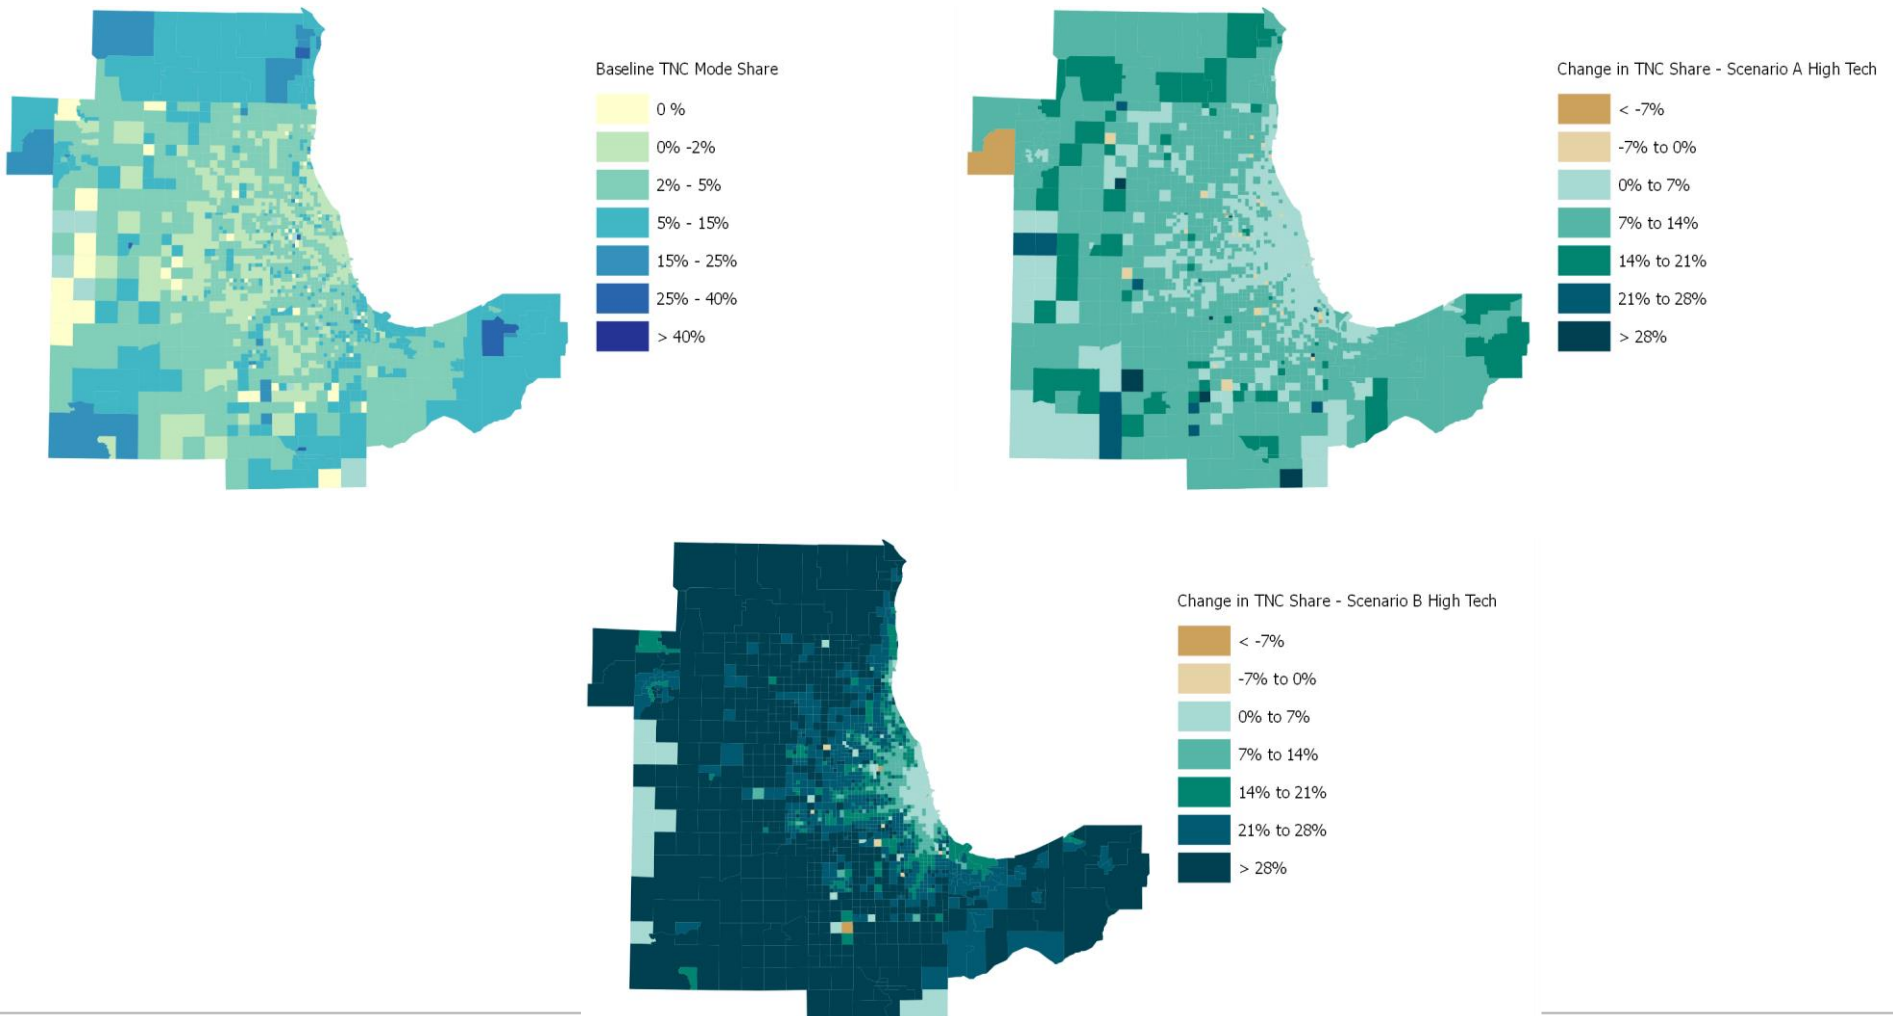 Baseline TNC Mode Share
0 %
0% -2%
2% - 5%
5% - 15%
15% - 25%
25% - 40%
> 40%
Change in TNC Share - Scenario A High Tech
< -7%
-7% to 0%
0% to 7%
7% to 14%
14% to 21%
21% to 28%
> 28%
Change in TNC Share - Scenario B High Tech
< -7%
-7% to 0%
0% to 7%
7% to 14%
14% to 21%
21% to 28%
> 28%